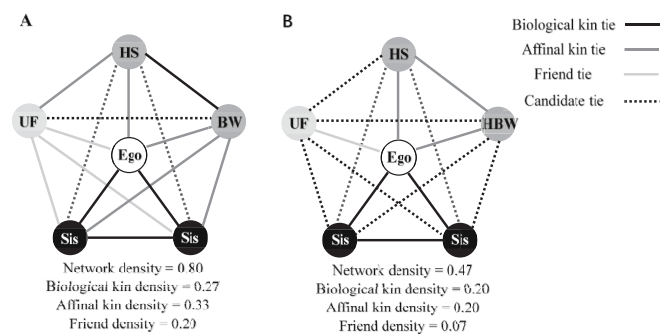 A
HS
UF
BW
Ego
Sis
Sis
Network density = 0.80
Biological kin density = 0.27
Affinal kin density = 0.33
Friend density = 0.20
B
HS
UF
HBW
Ego
Sis
Sis
Network density = 0.47
Biological kin density = 0.20
Affinal kin density = 0.20
Friend density = 0.07
Biological kin tie
Affinal kin tie
Friend tie
Candidate tie